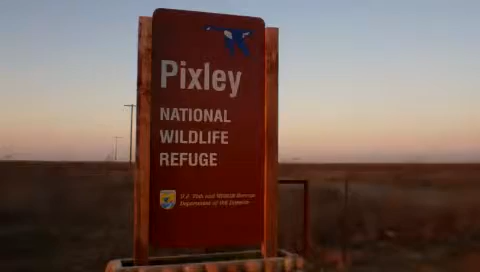 Pixley
NATIONAL
WILDLIFE
REFUGE
U.S. Fish and Wildlife Service
Department of the Interior